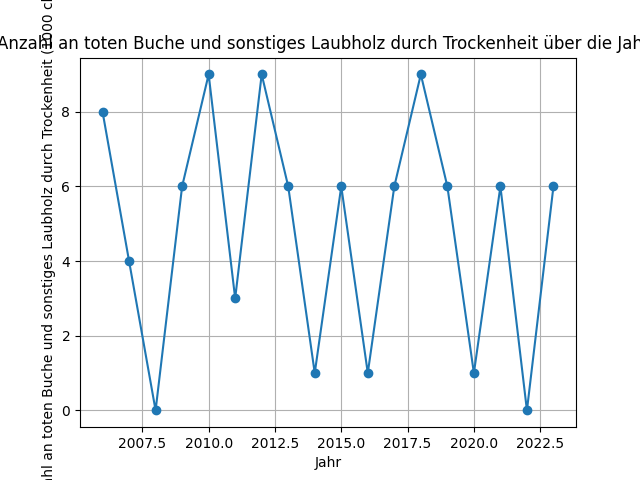 Anzahl an toten Buche und sonstiges Laubholz durch Trockenheit über die Jah
ahl an toten Buche und sonstiges Laubholz durch Trockenheit (1000
8
6
4
2
0
2007.5 2010.0 2012.5 2015.0 2017.5 2020.0 2022.5
Jahr